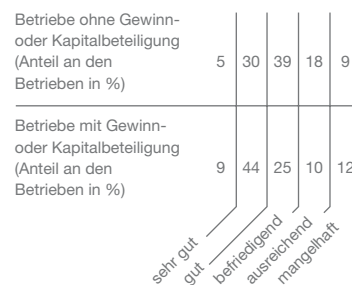 Betriebe ohne Gewinn-
oder Kapitalbeteiligung
(Anteil an den
Betrieben in %)
5 30 39 18 9
Betriebe mit Gewinn-
oder Kapitalbeteiligung
(Anteil an den
Betrieben in %)
9 44 25 10 12
sehr gut
gut
befriedigend
ausreichend
mangelhaft